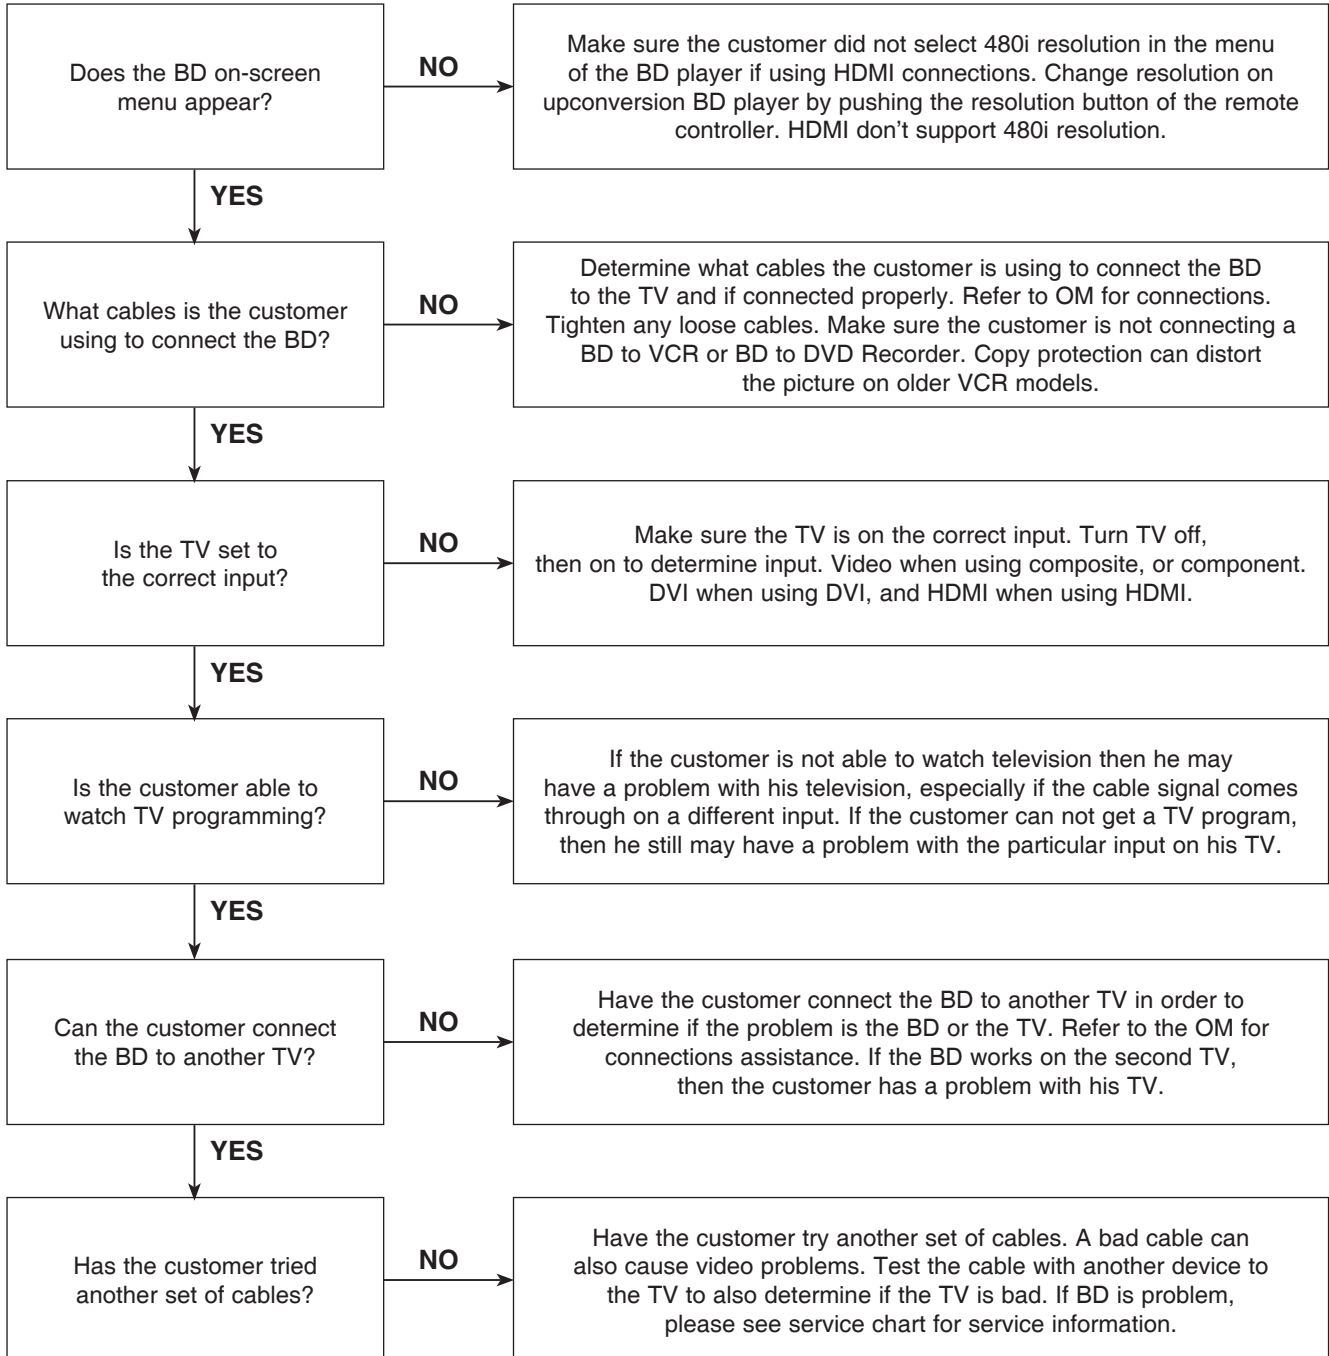 Does the BD on-screen
menu appear?
NO
Make sure the customer did not select 480i resolution in the menu
of the BD player if using HDMI connections. Change resolution on
upconversion BD player by pushing the resolution button of the remote
controller. HDMI don't support 480i resolution.
YES
What cables is the customer
using to connect the BD?
NO
Determine what cables the customer is using to connect the BD
to the TV and if connected properly. Refer to OM for connections.
Tighten any loose cables. Make sure the customer is not connecting a
BD to VCR or BD to DVD Recorder. Copy protection can distort
the picture on older VCR models.
YES
Is the TV set to
the correct input?
NO
Make sure the TV is on the correct input. Turn TV off,
then on to determine input. Video when using composite, or component.
DVI when using DVI, and HDMI when using HDMI.
YES
Is the customer able to
watch TV programming?
NO
If the customer is not able to watch television then he may
have a problem with his television, especially if the cable signal comes
through on a different input. If the customer can not get a TV program,
then he still may have a problem with the particular input on his TV.
YES
Can the customer connect
the BD to another TV?
NO
Have the customer connect the BD to another TV in order to
determine if the problem is the BD or the TV. Refer to the OM for
connections assistance. If the BD works on the second TV,
then the customer has a problem with his TV.
YES
Has the customer tried
another set of cables?
NO
Have the customer try another set of cables. A bad cable can
also cause video problems. Test the cable with another device to
the TV to also determine if the TV is bad. If BD is problem,
please see service chart for service information.